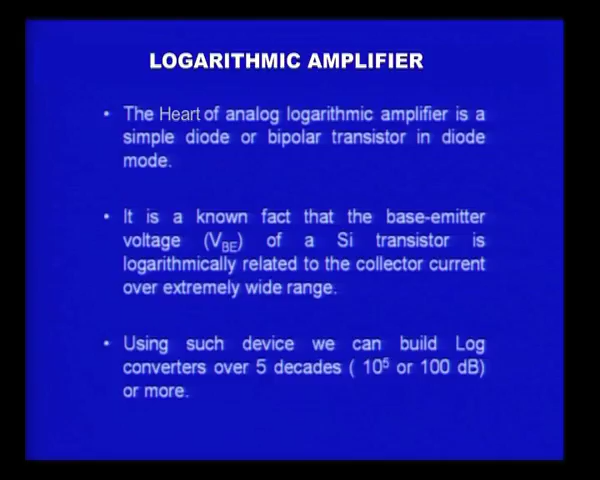 LOGARITHMIC AMPLIFIER
• The Heart of analog logarithmic amplifier is a
simple diode or bipolar transistor in diode
mode.
• It is a known fact that the base-emitter
voltage (V_BE) of a Si transistor is
logarithmically related to the collector current
over extremely wide range.
• Using such device we can build Log
converters over 5 decades ( 10⁵ or 100 dB)
or more.